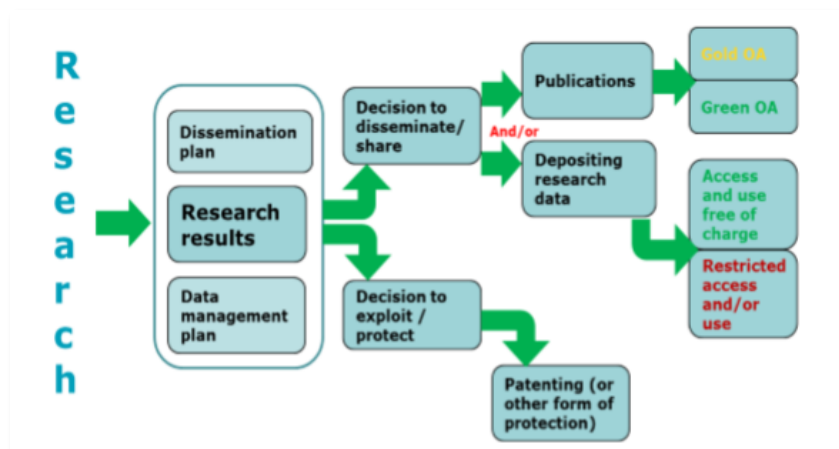 Research
Dissemination
plan
Research
results
Data
management
plan
Decision to
disseminate/
share
Decision to
exploit /
protect
And/or
Publications
Depositing
research
data
Patenting (or
other form of
protection)
Gold OA
Green OA
Access
and use
free of
charge
Restricted
access
and/or
use